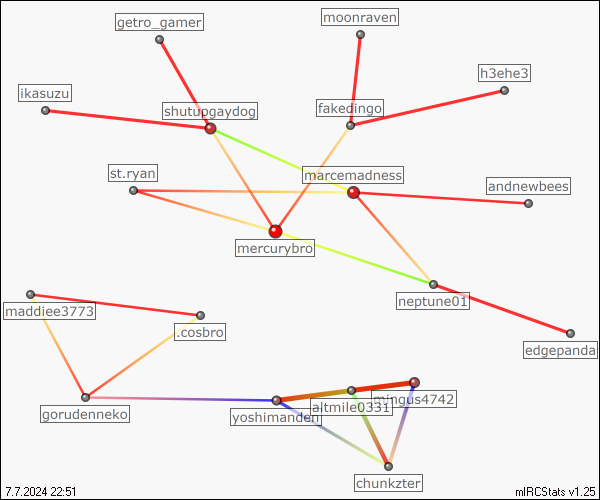 moonraven
getro_gamer
h3ehe3
ikasuzu
fakedingo
shutupgaydog
st.ryan
marcemadness
andnewbees
mercurybro
neptune01
maddiee3773
.cosbro
edgepanda
mingus4742
altmile0331
gorudenneko
yoshimanden
chunkzter
7.7.2024 22:51
mIRCStats v1.25